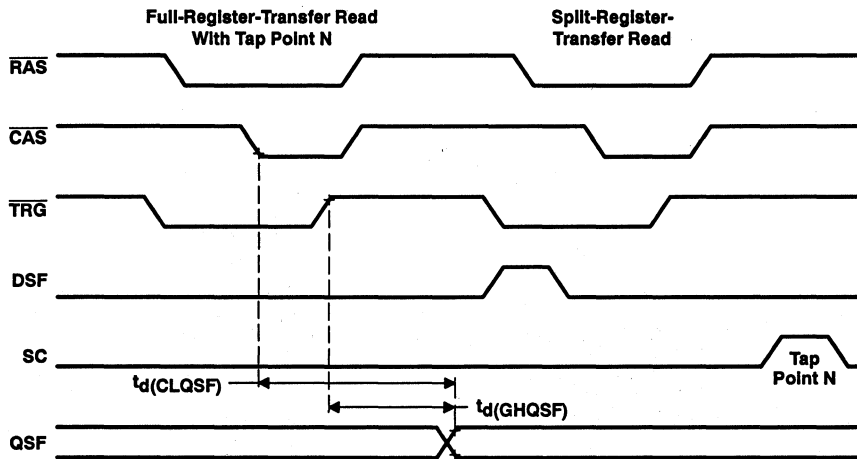 Full-Register-Transfer Read
With Tap Point N
Split-Register-
Transfer Read
RAS
CAS
TRG
DSF
SC
Tap
Point N
td(CLQSF)
td(GHQSF)
QSF